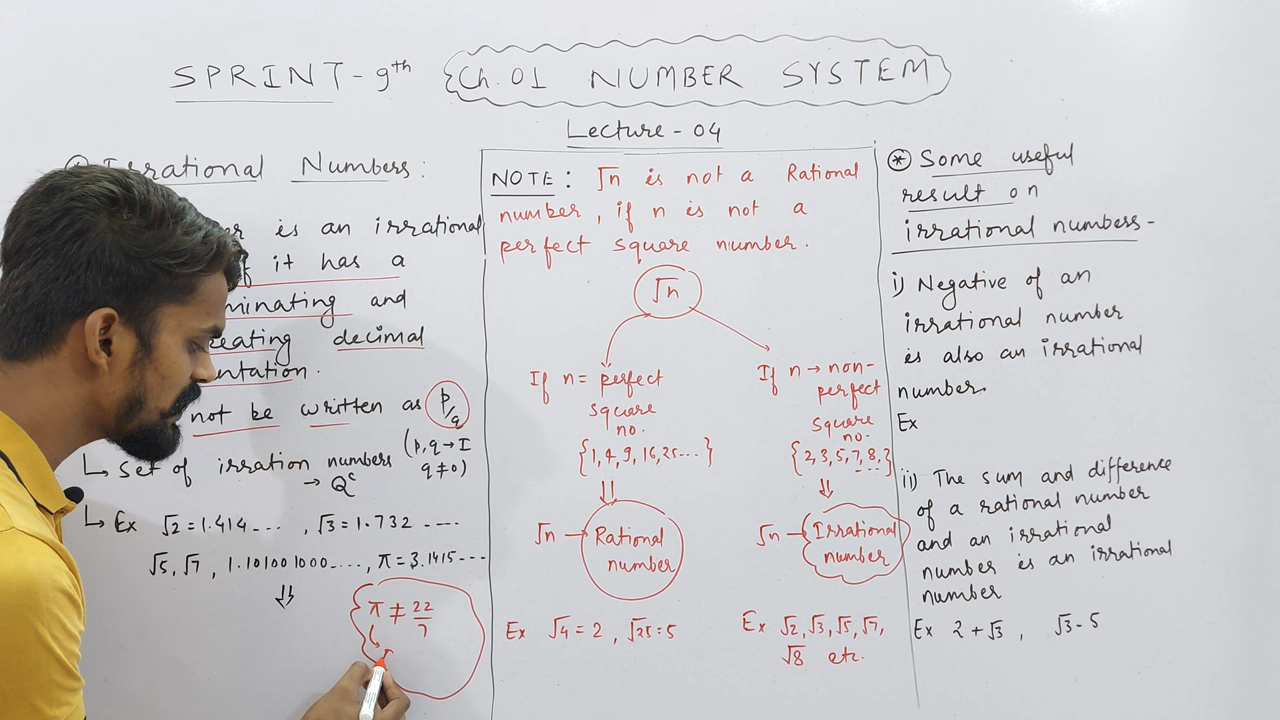 SPRINT-9th Ch.01 NUMBER SYSTEM
Lecture-04
Irrational Numbers:
is an irrational
it has a
minating and
eating decimal
ntation.
not be written as p/q
(p,q→I
q≠0)
↳ Set of irration numbers
→ Qᶜ
↳ Ex √2=1.414---- , √3=1.732 ----
√5,√7, 1.101001000----, π=3.1415----
⇓
π ≠ 22/7
NOTE: √n is not a Rational
number, if n is not a
perfect square number.
√n
If n= perfect
square
no.
{1,4,9,16,25...}
⇓
√n → Rational
number
Ex √4=2, √25=5
If n → non-
perfect
square
no.
{2,3,5,7,8,
...}
⇓
√n → Irrational
number
Ex √2,√3,√5,√7,
√8 etc.
⊛ Some useful
result on
irrational numbers-
i) Negative of an
irrational number
is also an irrational
number.
Ex
ii) The sum and difference
of a rational number
and an irrational
number is an irrational
number
Ex 2+√3, √3-5